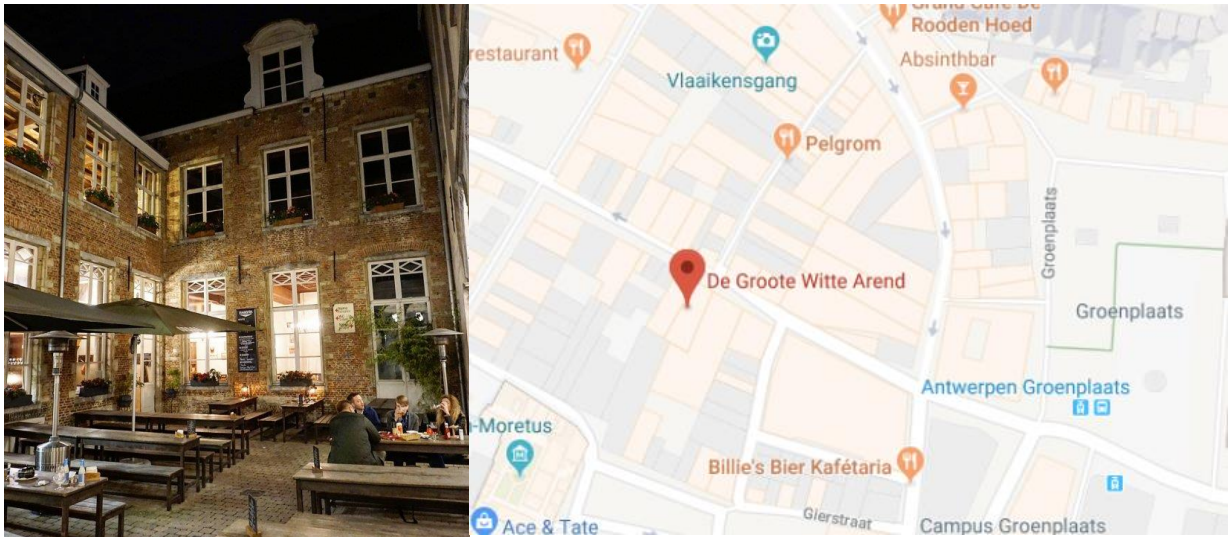 Grand Café De
Rooden Hoed
restaurant
Absinthbar
Vlaaikensgang
Pelgrom
Groenplaats
De Groote Witte Arend
Groenplaats
Antwerpen Groenplaats
-Moretus
Billie's Bier Kafétaria
Gierstraat
Ace & Tate
Campus Groenplaats